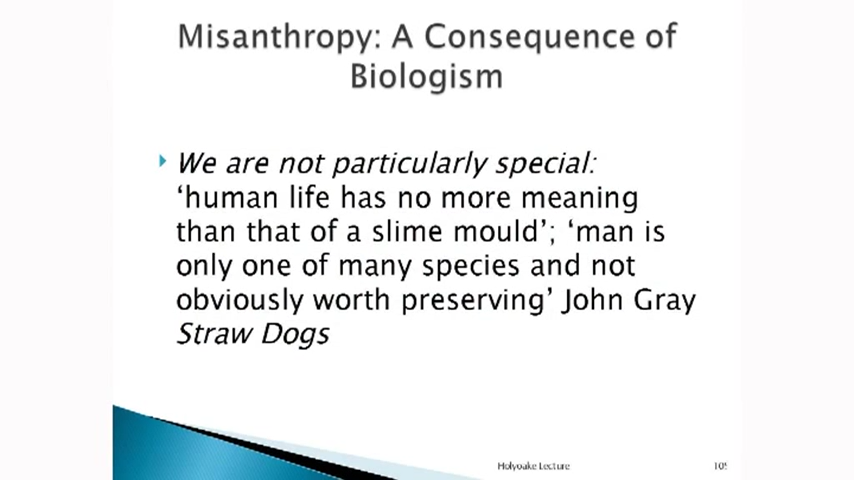 Misanthropy: A Consequence of
Biologism
We are not particularly special:
‘human life has no more meaning
than that of a slime mould’; ‘man is
only one of many species and not
obviously worth preserving’ John Gray
Straw Dogs
Holyoake Lecture
105